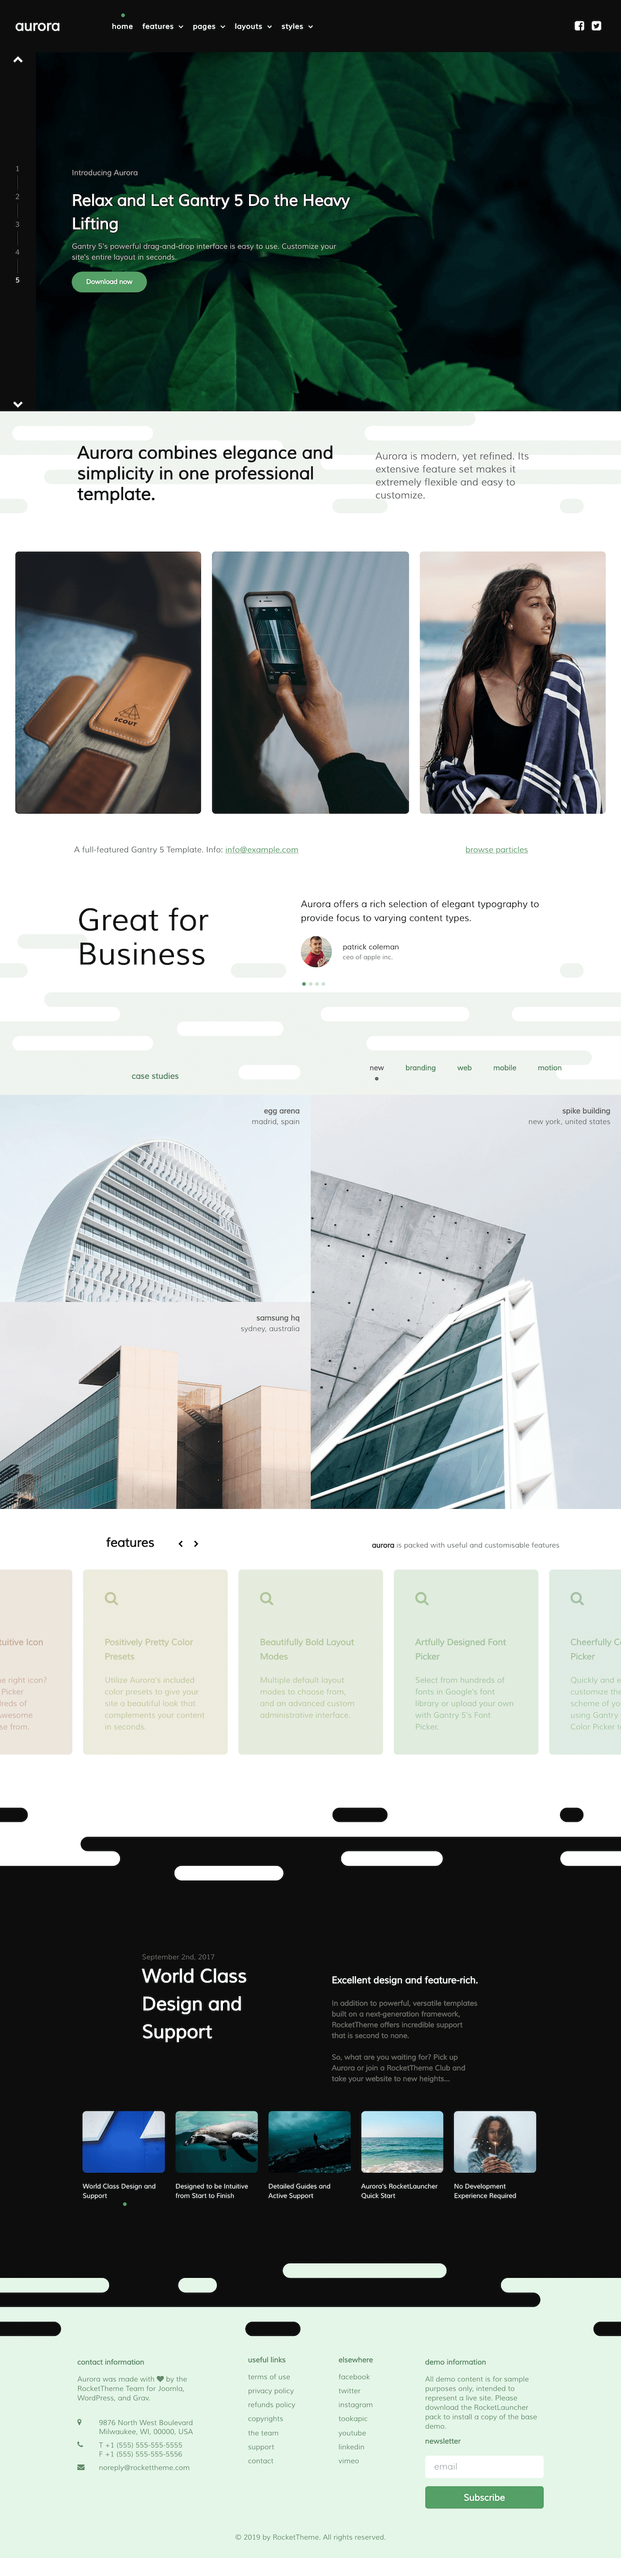 aurora
home features pages layouts styles
1
2
3
4
5
Introducing Aurora
Relax and Let Gantry 5 Do the Heavy
Lifting
Gantry 5's powerful drag-and-drop interface is easy to use. Customize your
site's entire layout in seconds.
Download now
Aurora combines elegance and
simplicity in one professional
template.
Aurora is modern, yet refined. Its
extensive feature set makes it
extremely flexible and easy to
customize.
SCOUT
A full-featured Gantry 5 Template. Info: info@example.com
browse particles
Great for
Business
Aurora offers a rich selection of elegant typography to
provide focus to varying content types.
patrick coleman
ceo of apple inc.
case studies
new branding web mobile motion
egg arena
madrid, spain
spike building
new york, united states
samsung hq
sydney, australia
features
aurora is packed with useful and customisable features
tuitive Icon
e right icon?
Picker
reds of
wesome
se from.
Positively Pretty Color
Presets
Utilize Aurora's included
color presets to give your
site a beautiful look that
complements your content
in seconds.
Beautifully Bold Layout
Modes
Multiple default layout
modes to choose from,
and an advanced custom
administrative interface.
Artfully Designed Font
Picker
Select from hundreds of
fonts in Google's font
library or upload your own
with Gantry 5's Font
Picker.
Cheerfully C
Picker
Quickly and e
customize the
scheme of yo
using Gantry
Color Picker t
September 2nd, 2017
World Class
Design and
Support
Excellent design and feature-rich.
In addition to powerful, versatile templates
built on a next-generation framework,
RocketTheme offers incredible support
that is second to none.
So, what are you waiting for? Pick up
Aurora or join a RocketTheme Club and
take your website to new heights...
World Class Design and
Support
Designed to be Intuitive
from Start to Finish
Detailed Guides and
Active Support
Aurora's RocketLauncher
Quick Start
No Development
Experience Required
contact information
Aurora was made with ♥ by the
RocketTheme Team for Joomla,
WordPress, and Grav.
9876 North West Boulevard
Milwaukee, WI, 00000, USA
T +1 (555) 555-555-5555
F +1 (555) 555-555-5556
noreply@rockettheme.com
useful links
terms of use
privacy policy
refunds policy
copyrights
the team
support
contact
elsewhere
facebook
twitter
instagram
tookapic
youtube
linkedin
vimeo
demo information
All demo content is for sample
purposes only, intended to
represent a live site. Please
download the RocketLauncher
pack to install a copy of the base
demo.
newsletter
email
Subscribe
© 2019 by RocketTheme. All rights reserved.